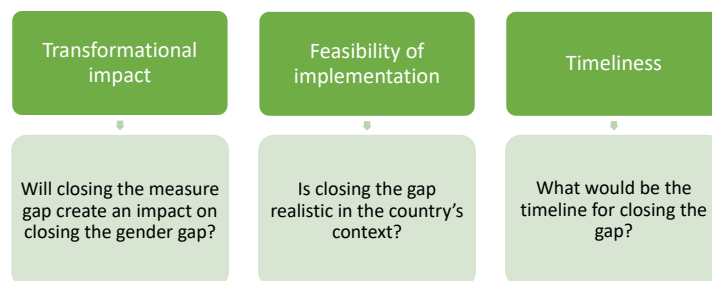 Transformational
impact
Will closing the measure
gap create an impact on
closing the gender gap?
Feasibility of
implementation
Is closing the gap
realistic in the country's
context?
Timeliness
What would be the
timeline for closing the
gap?